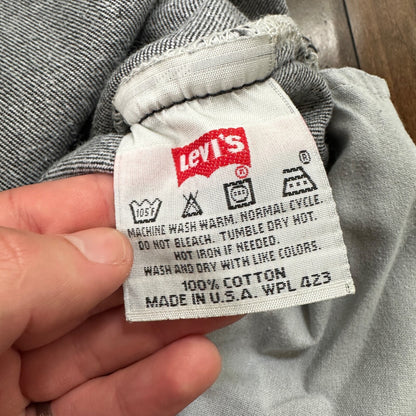 LEVI'S
105F
MACHINE WASH WARM. NORMAL CYCLE.
DO NOT BLEACH. TUMBLE DRY HOT.
HOT IRON IF NEEDED.
WASH AND DRY WITH LIKE COLORS.
100% COTTON
MADE IN U.S.A. WPL 423